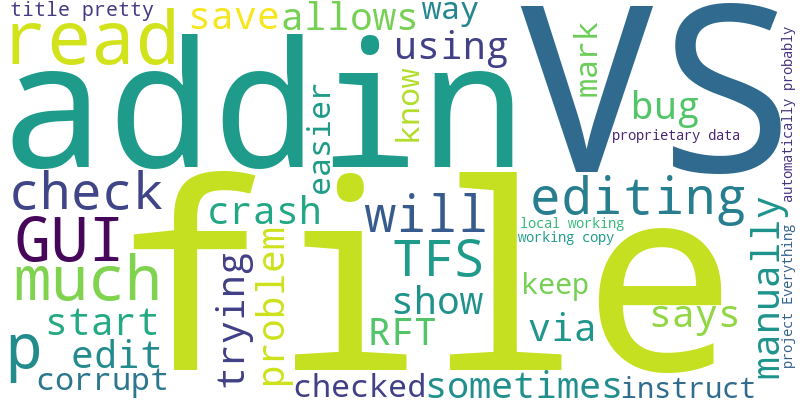 title pretty
save
allows
way
read
addin
VS
using
mark
know
easier
bug
proprietary data
automatically probably
check
file
editing
GUI
crash
will
local working
working copy
much
TFS
manually
trying
problem
keep
project Everything
start
show
says
p
edit
RFT
via
corrupt
checked
sometimes
instruct